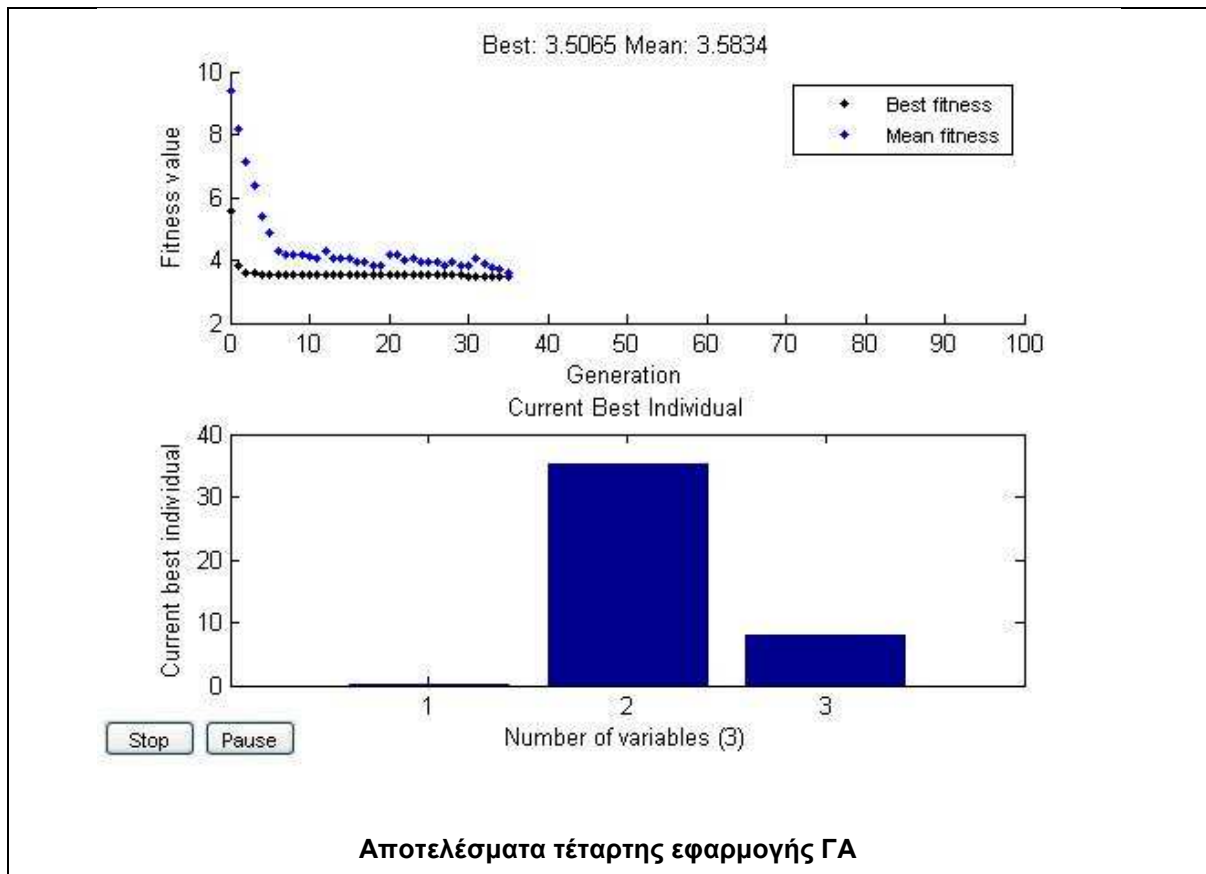 Best: 3.5065 Mean: 3.5834
10
8
6
4
2
Fitness value
Best fitness
Mean fitness
0 10 20 30 40 50 60 70 80 90 100
Generation
Current Best Individual
40
30
20
10
0
Current best individual
1 2 3
Number of variables (3)
Stop Pause
Αποτελέσματα τέταρτης εφαρμογής ΓΑ